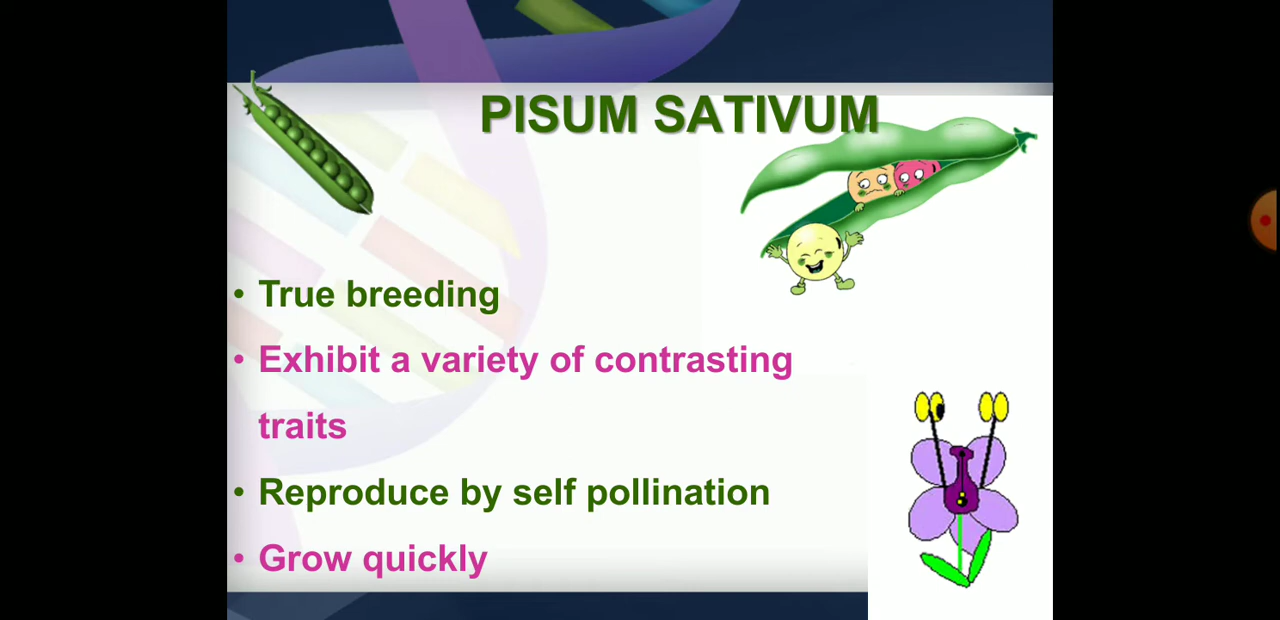 PISUM SATIVUM
• True breeding
• Exhibit a variety of contrasting
traits
• Reproduce by self pollination
• Grow quickly